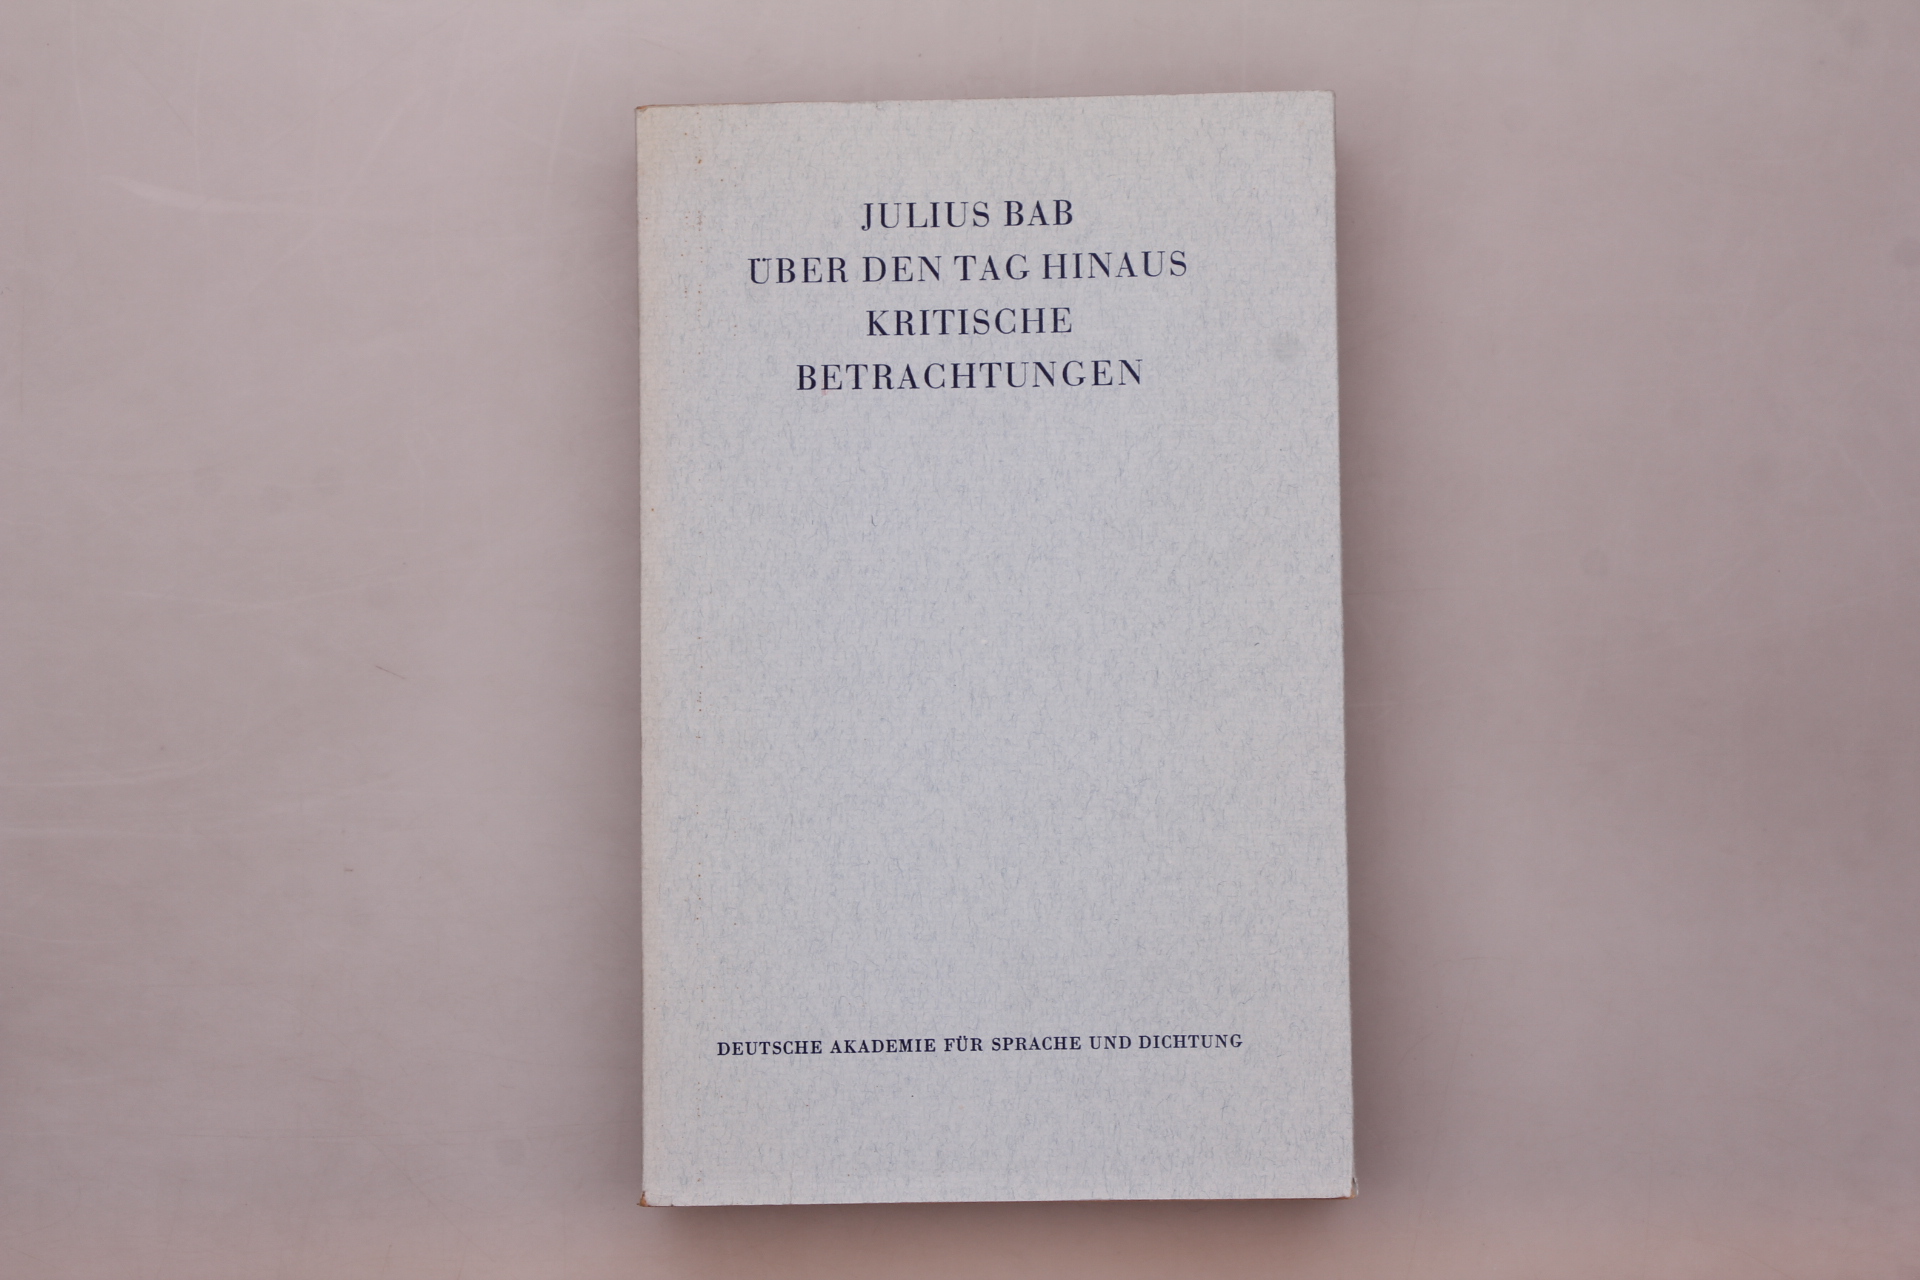 JULIUS BAB
ÜBER DEN TAG HINAUS
KRITISCHE
BETRACHTUNGEN
DEUTSCHE AKADEMIE FÜR SPRACHE UND DICHTUNG